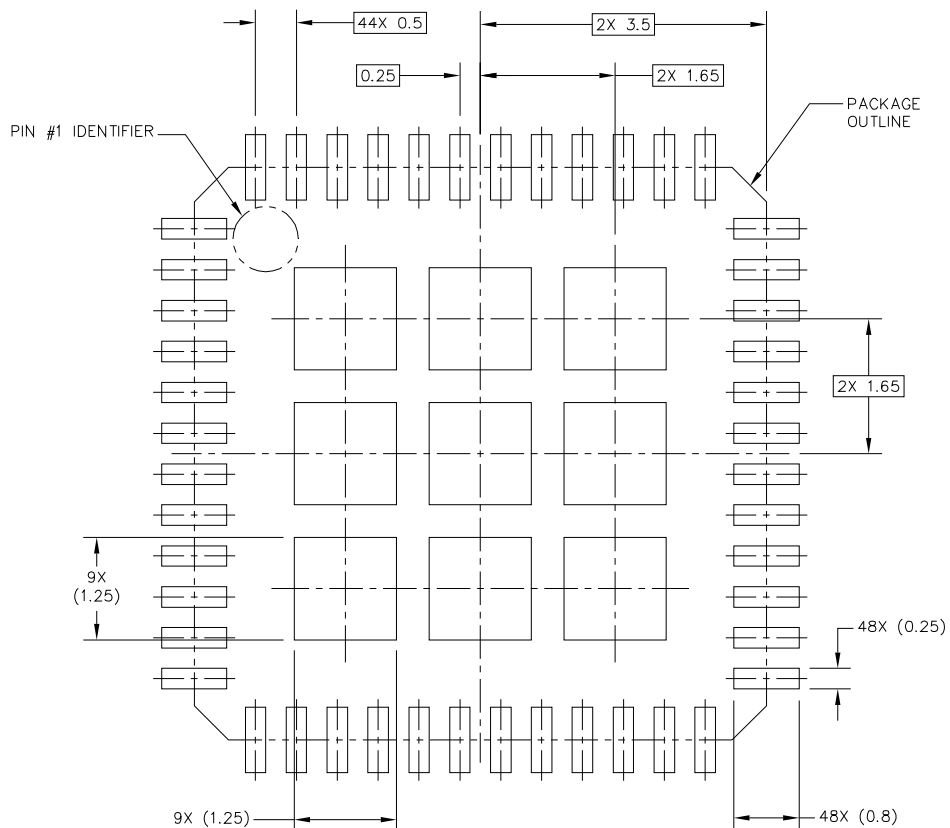 44X 0.5
2X 3.5
0.25
2X 1.65
PIN #1 IDENTIFIER
PACKAGE
OUTLINE
2X 1.65
9X
(1.25)
48X (0.25)
9X (1.25)
48X (0.8)